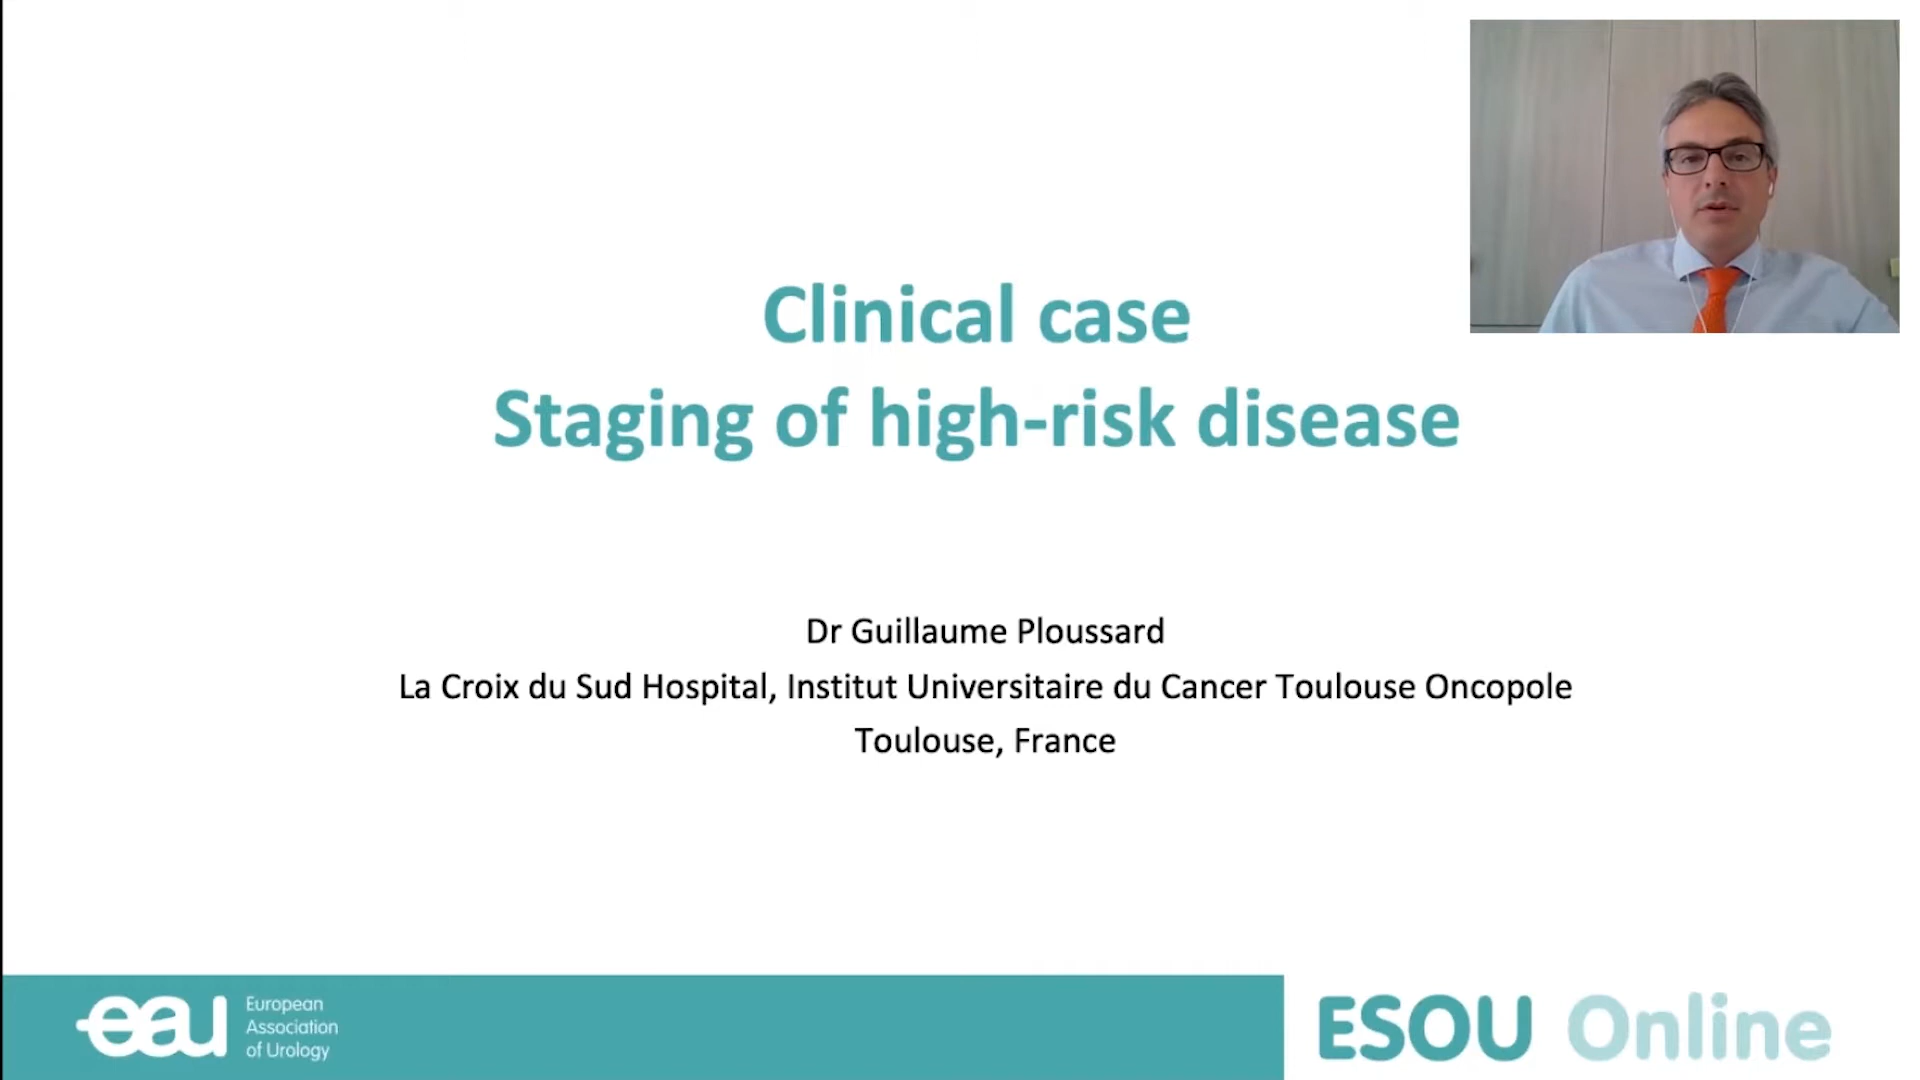 Clinical case
Staging of high-risk disease
Dr Guillaume Ploussard
La Croix du Sud Hospital, Institut Universitaire du Cancer Toulouse Oncopole
Toulouse, France
eau
European
Association
of Urology
ESOU Online